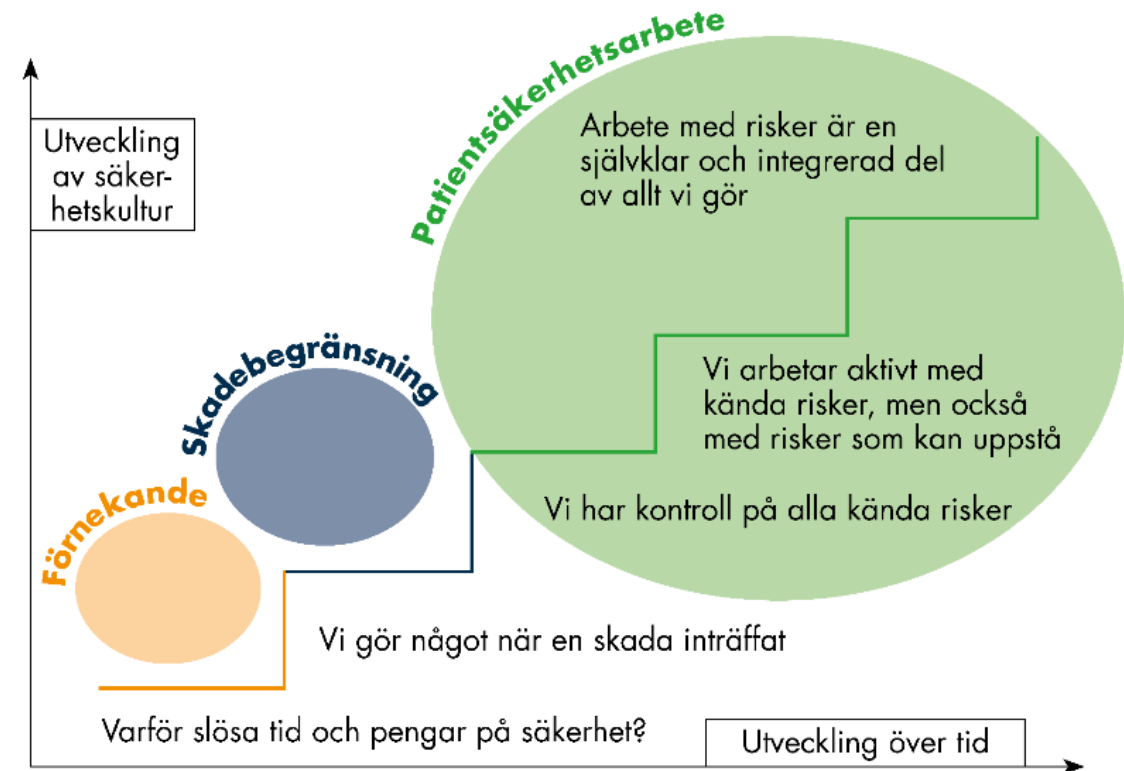 Utveckling
av säker-
hetskultur
Patientsäkerhetsarbete
Arbete med risker är en
självklar och integrerad del
av allt vi gör
Skadebegränsning
Vi arbetar aktivt med
kända risker, men också
med risker som kan uppstå
Förnekande
Vi har kontroll på alla kända risker
Vi gör något när en skada inträffat
Varför slösa tid och pengar på säkerhet?
Utveckling över tid